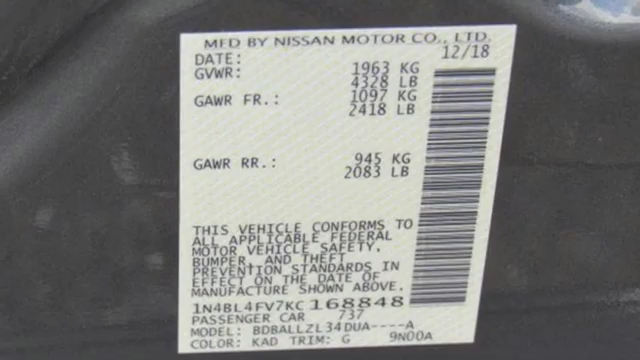 MFD BY NISSAN MOTOR CO., LTD.
DATE: 12/18
GVWR: 1963 KG
4328 LB
GAWR FR.: 1097 KG
2418 LB
GAWR RR.: 945 KG
2083 LB
THIS VEHICLE CONFORMS TO
ALL APPLICABLE FEDERAL
MOTOR VEHICLE SAFETY,
BUMPER, AND THEFT
PREVENTION STANDARDS IN
EFFECT ON THE DATE OF
MANUFACTURE SHOWN ABOVE.
1N4BL4FV7KC168848
PASSENGER CAR 737
MODEL: BDBALLZL34DUA----A
COLOR: KAD TRIM: G 9N00A